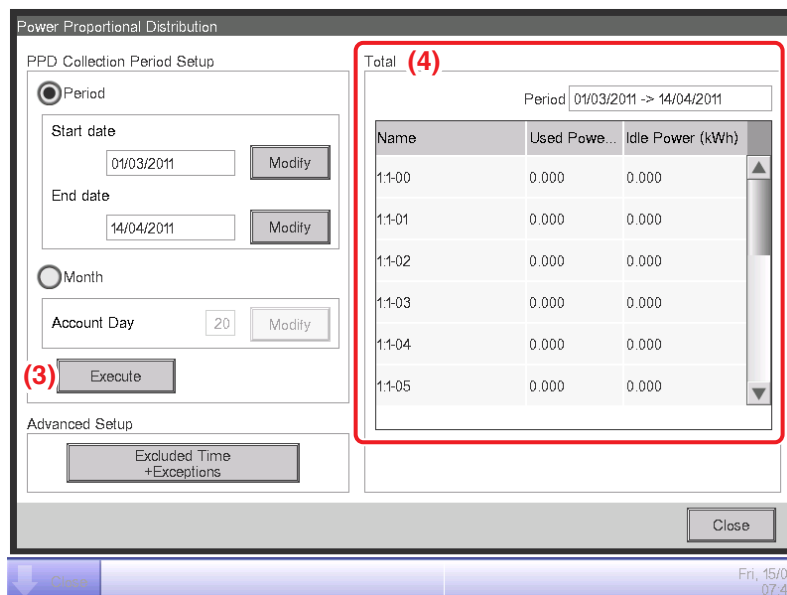 Power Proportional Distribution
PPD Collection Period Setup
Period
Start date
01/03/2011 Modify
End date
14/04/2011 Modify
Month
Account Day 20 Modify
(3) Execute
Advanced Setup
Excluded Time
+Exceptions
Total (4)
Period 01/03/2011 -> 14/04/2011
Name Used Powe... Idle Power (kWh)
1:1-00 0.000 0.000
1:1-01 0.000 0.000
1:1-02 0.000 0.000
1:1-03 0.000 0.000
1:1-04 0.000 0.000
1:1-05 0.000 0.000
Close
Close
Fri, 15/0
07:4